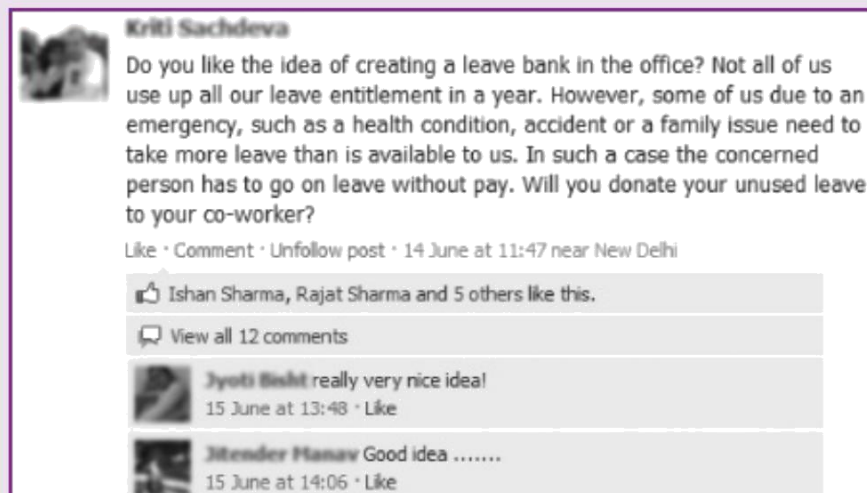 Kriti Sachdeva
Do you like the idea of creating a leave bank in the office? Not all of us
use up all our leave entitlement in a year. However, some of us due to an
emergency, such as a health condition, accident or a family issue need to
take more leave than is available to us. In such a case the concerned
person has to go on leave without pay. Will you donate your unused leave
to your co-worker?
Like · Comment · Unfollow post · 14 June at 11:47 near New Delhi
Ishan Sharma, Rajat Sharma and 5 others like this.
View all 12 comments
Jyoti Bisht really very nice idea!
15 June at 13:48 · Like
Jitender Manav Good idea .......
15 June at 14:06 · Like